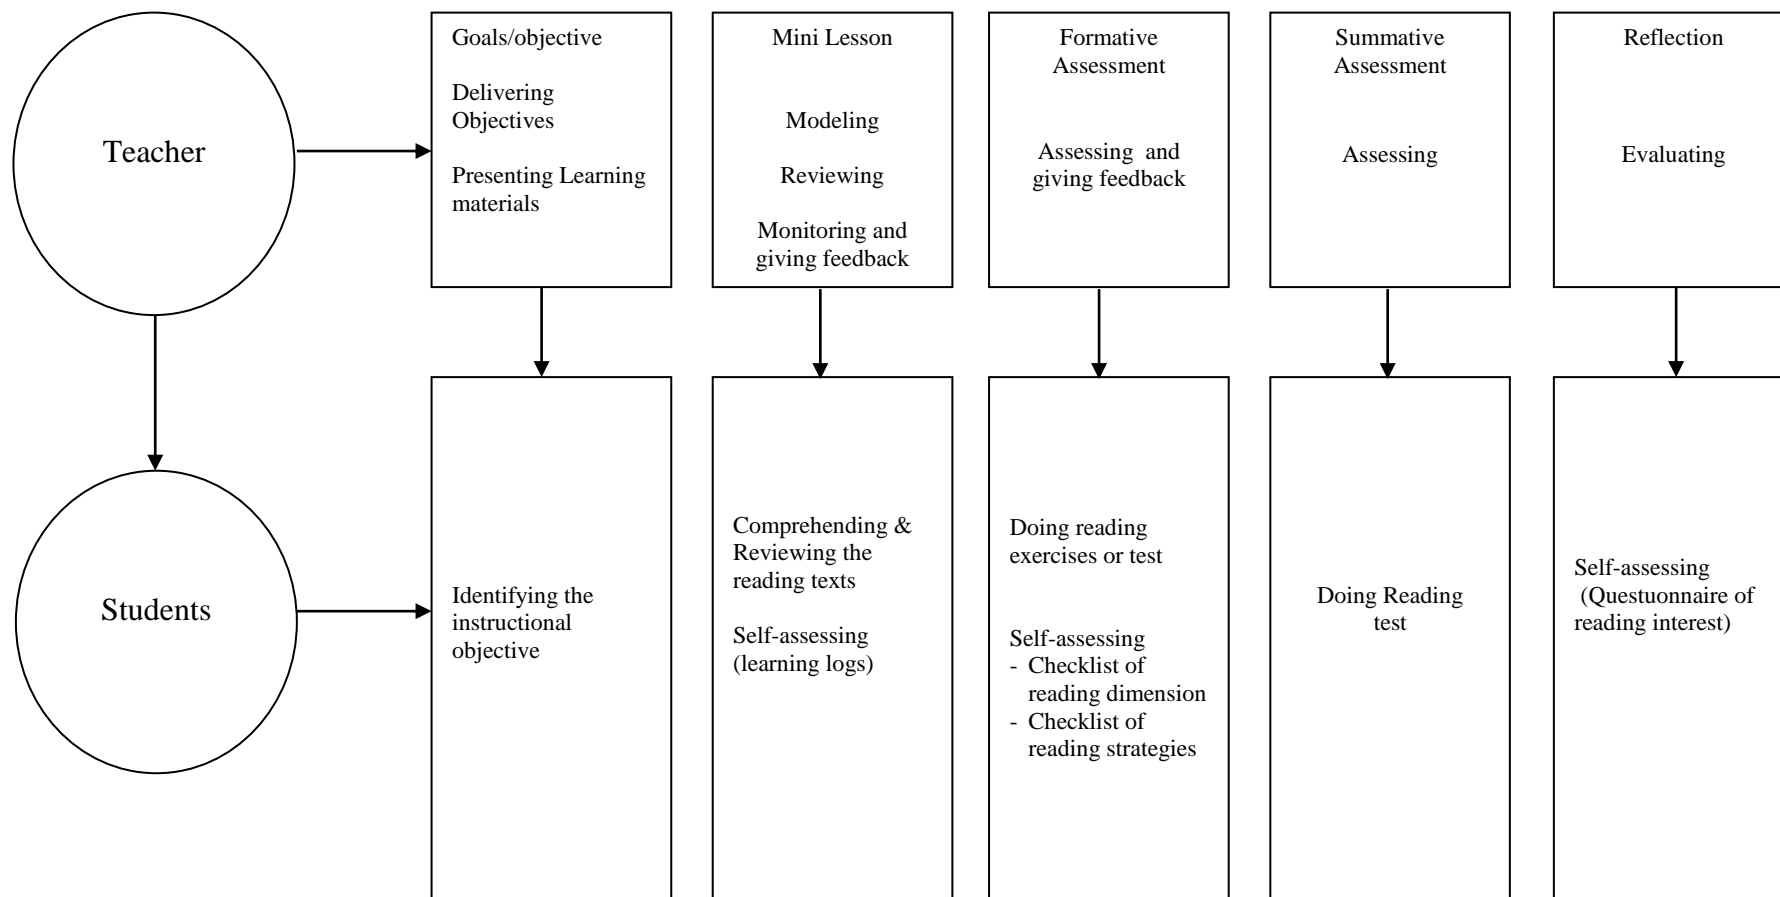 Teacher
Goals/objective
Delivering
Objectives
Presenting Learning
materials
Mini Lesson
Modeling
Reviewing
Monitoring and
giving feedback
Formative
Assessment
Assessing and
giving feedback
Summative
Assessment
Assessing
Reflection
Evaluating
Students
Identifying the
instructional
objective
Comprehending &
Reviewing the
reading texts
Self-assessing
(learning logs)
Doing reading
exercises or test
Self-assessing
- Checklist of
reading dimension
- Checklist of
reading strategies
Doing Reading
test
Self-assessing
(Questuonnaire of
reading interest)